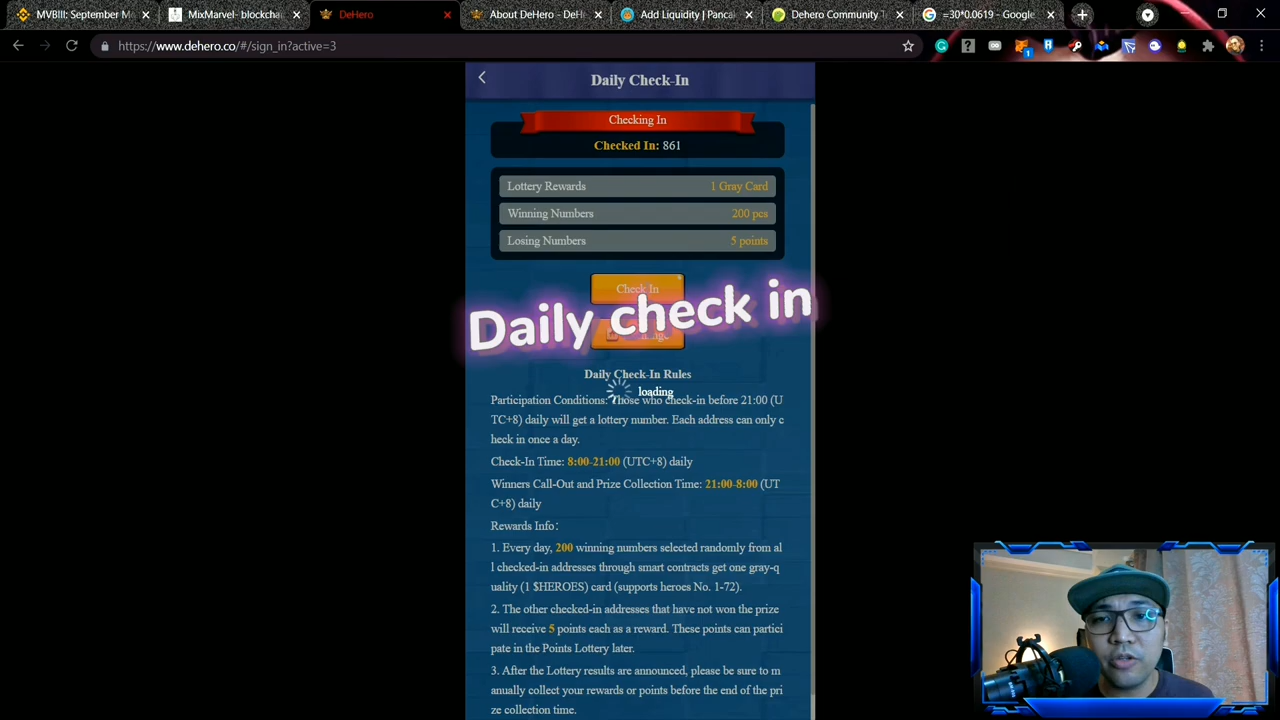 MVBIII: September M
MixMarvel- blockchai
DeHero
About DeHero - DeH
Add Liquidity | Panca
Dehero Community
=30*0.0619 - Google
https://www.dehero.co/#/sign_in?active=3
1
Daily Check-In
Checking In
Checked In: 861
Lottery Rewards 1 Gray Card
Winning Numbers 200 pcs
Losing Numbers 5 points
Check In
Daily check in
Daily Check-In Rules
loading
Participation Conditions: Those who check-in before 21:00 (U
TC+8) daily will get a lottery number. Each address can only c
heck in once a day.
Check-In Time: 8:00-21:00 (UTC+8) daily
Winners Call-Out and Prize Collection Time: 21:00-8:00 (UT
C+8) daily
Rewards Info:
1. Every day, 200 winning numbers selected randomly from al
l checked-in addresses through smart contracts get one gray-q
uality (1 $HEROES) card (supports heroes No. 1-72).
2. The other checked-in addresses that have not won the prize
will receive 5 points each as a reward. These points can partici
pate in the Points Lottery later.
3. After the Lottery results are announced, please be sure to m
anually collect your rewards or points before the end of the pri
ze collection time.